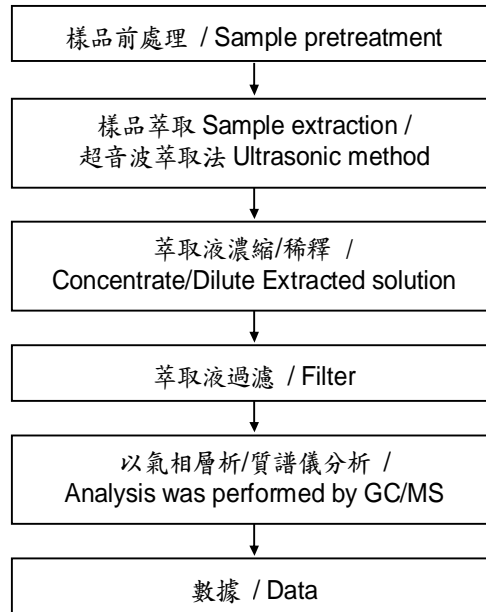 樣品前處理 / Sample pretreatment
樣品萃取 Sample extraction /
超音波萃取法 Ultrasonic method
萃取液濃縮/稀釋 /
Concentrate/Dilute Extracted solution
萃取液過濾 / Filter
以氣相層析/質譜儀分析 /
Analysis was performed by GC/MS
數據 / Data